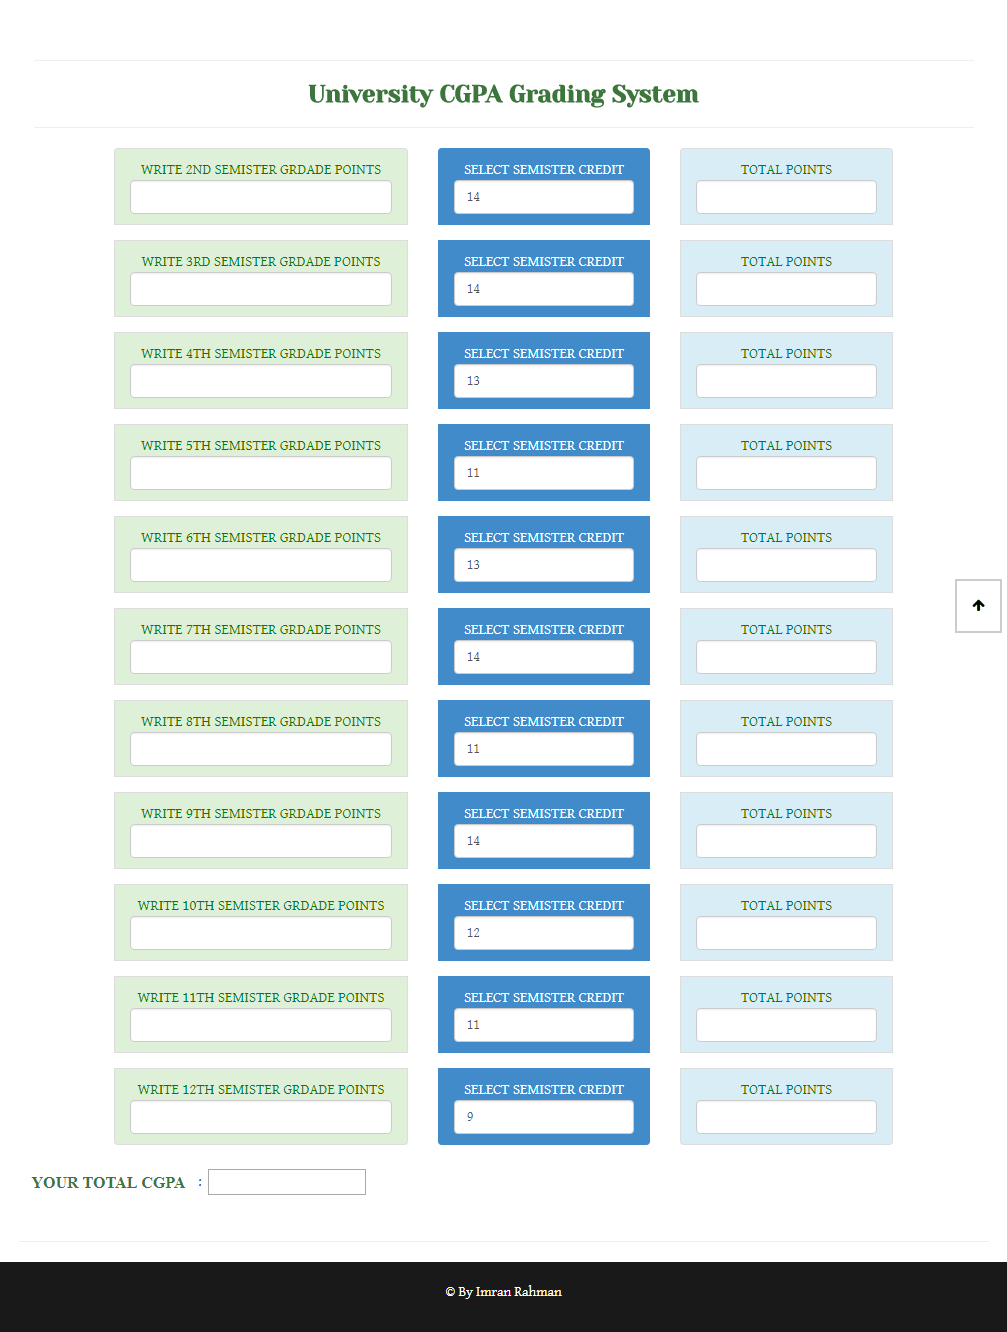 University CGPA Grading System
WRITE 2ND SEMISTER GRDADE POINTS SELECT SEMISTER CREDIT TOTAL POINTS
14
WRITE 3RD SEMISTER GRDADE POINTS SELECT SEMISTER CREDIT TOTAL POINTS
14
WRITE 4TH SEMISTER GRDADE POINTS SELECT SEMISTER CREDIT TOTAL POINTS
13
WRITE 5TH SEMISTER GRDADE POINTS SELECT SEMISTER CREDIT TOTAL POINTS
11
WRITE 6TH SEMISTER GRDADE POINTS SELECT SEMISTER CREDIT TOTAL POINTS
13
WRITE 7TH SEMISTER GRDADE POINTS SELECT SEMISTER CREDIT TOTAL POINTS
14
WRITE 8TH SEMISTER GRDADE POINTS SELECT SEMISTER CREDIT TOTAL POINTS
11
WRITE 9TH SEMISTER GRDADE POINTS SELECT SEMISTER CREDIT TOTAL POINTS
14
WRITE 10TH SEMISTER GRDADE POINTS SELECT SEMISTER CREDIT TOTAL POINTS
12
WRITE 11TH SEMISTER GRDADE POINTS SELECT SEMISTER CREDIT TOTAL POINTS
11
WRITE 12TH SEMISTER GRDADE POINTS SELECT SEMISTER CREDIT TOTAL POINTS
9
YOUR TOTAL CGPA :
© By Imran Rahman